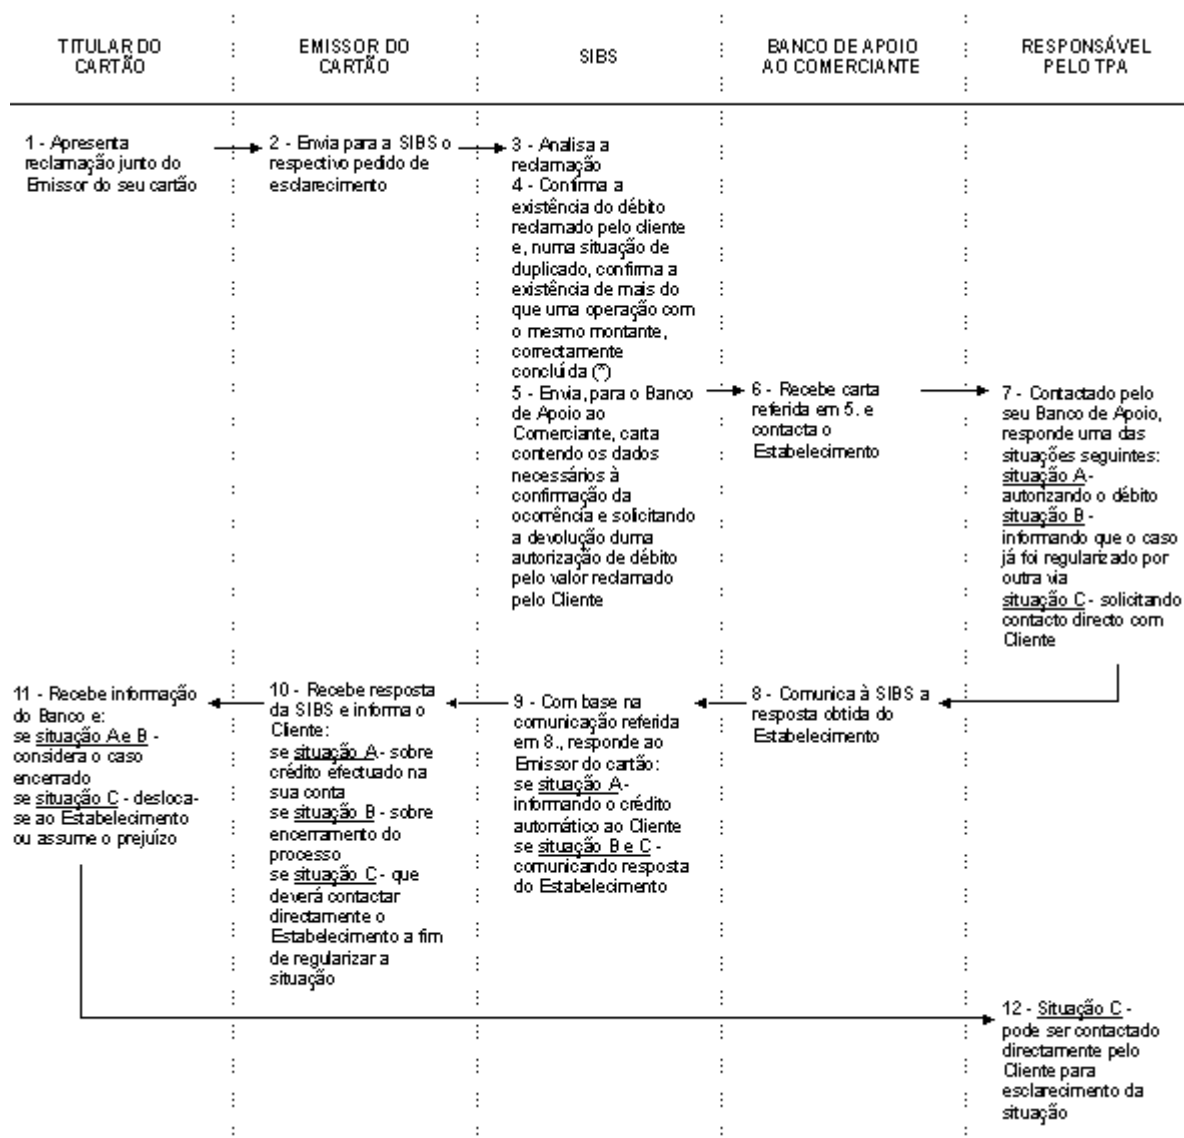 TITULAR DO
CARTÃO
EMISSOR DO
CARTÃO
SIBS
BANCO DE APOIO
AO COMERCIANTE
RESPONSÁVEL
PELO TPA
1 - Apresenta
reclamação junto do
Emissor do seu cartão
2 - Envia para a SIBS o
respectivo pedido de
esclarecimento
3 - Analisa a
reclamação
4 - Confirma a
existência do débito
reclamado pelo cliente
e, numa situação de
duplicado, confirma a
existência de mais do
que uma operação com
o mesmo montante,
correctamente
concluída (*)
5 - Envia, para o Banco
de Apoio ao
Comerciante, carta
contendo os dados
necessários à
confirmação da
ocorrência e solicitando
a devolução duma
autorização de débito
pelo valor reclamado
pelo Cliente
6 - Recebe carta
referida em 5. e
contacta o
Estabelecimento
7 - Contactado pelo
seu Banco de Apoio,
responde uma das
situações seguintes:
situação A -
autorizando o débito
situação B -
informando que o caso
já foi regularizado por
outra via
situação C - solicitando
contacto directo com
Cliente
8 - Comunica à SIBS a
resposta obtida do
Estabelecimento
9 - Com base na
comunicação referida
em 8., responde ao
Emissor do cartão:
se situação A -
informando o crédito
automático ao Cliente
se situação B e C -
comunicando resposta
do Estabelecimento
10 - Recebe resposta
da SIBS e informa o
Cliente:
se situação A - sobre
crédito efectuado na
sua conta
se situação B - sobre
encerramento do
processo
se situação C - que
deverá contactar
directamente o
Estabelecimento a fim
de regularizar a
situação
11 - Recebe informação
do Banco e:
se situação A e B -
considera o caso
encerrado
se situação C - desloca-
se ao Estabelecimento
ou assume o prejuízo
12 - Situação C -
pode ser contactado
directamente pelo
Cliente para
esclarecimento da
situação